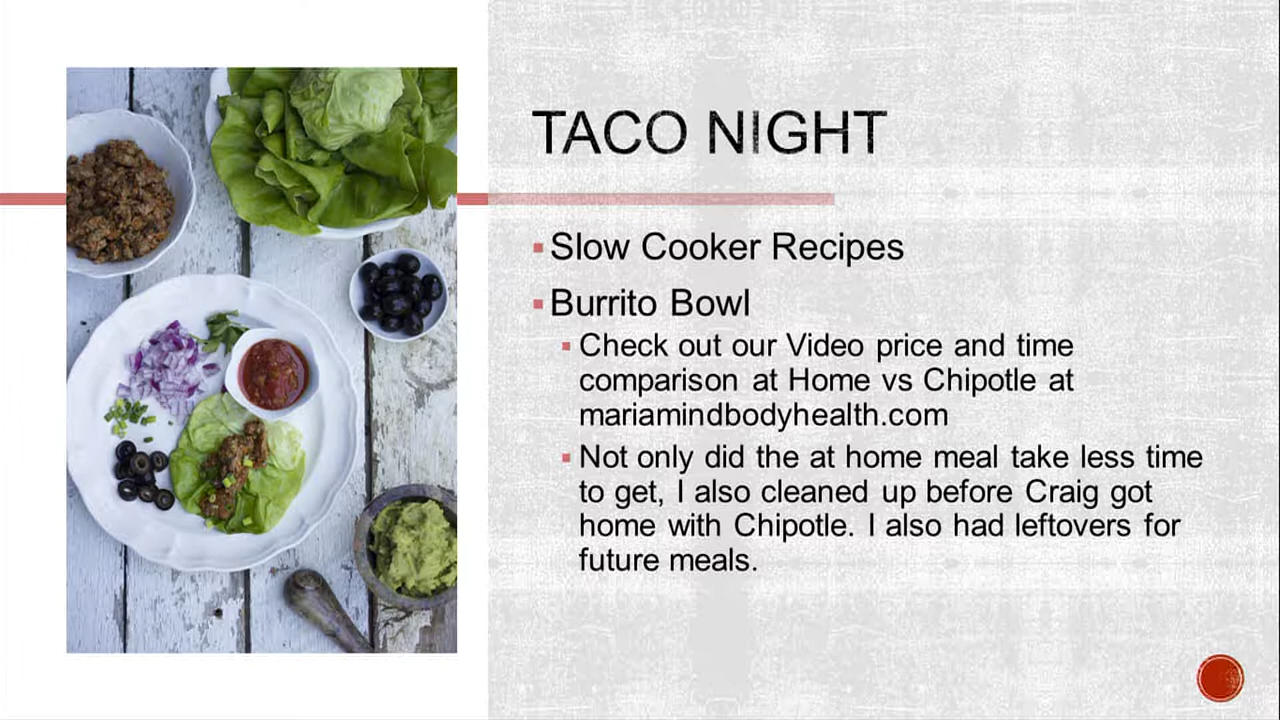 TACO NIGHT
Slow Cooker Recipes
Burrito Bowl
Check out our Video price and time
comparison at Home vs Chipotle at
mariamindbodyhealth.com
Not only did the at home meal take less time
to get, I also cleaned up before Craig got
home with Chipotle. I also had leftovers for
future meals.